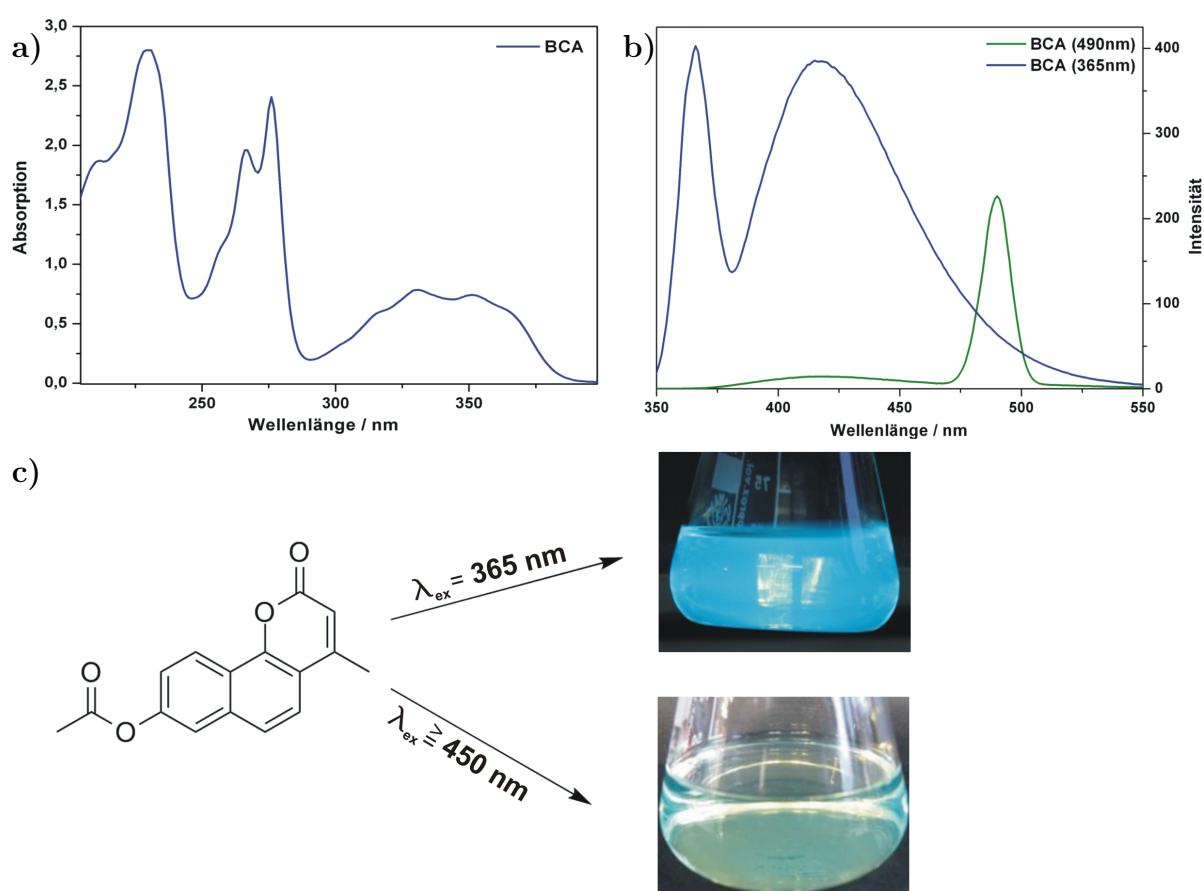 a)
3,0
2,5
2,0
1,5
1,0
0,5
0,0
Absorption
BCA
250
300
350
Wellenlänge / nm
b)
BCA (490nm)
BCA (365nm)
400
300
200
100
0
Intensität
350
400
450
500
550
Wellenlänge / nm
c)
O
O
O
O
λex = 365 nm
λex ≥ 450 nm